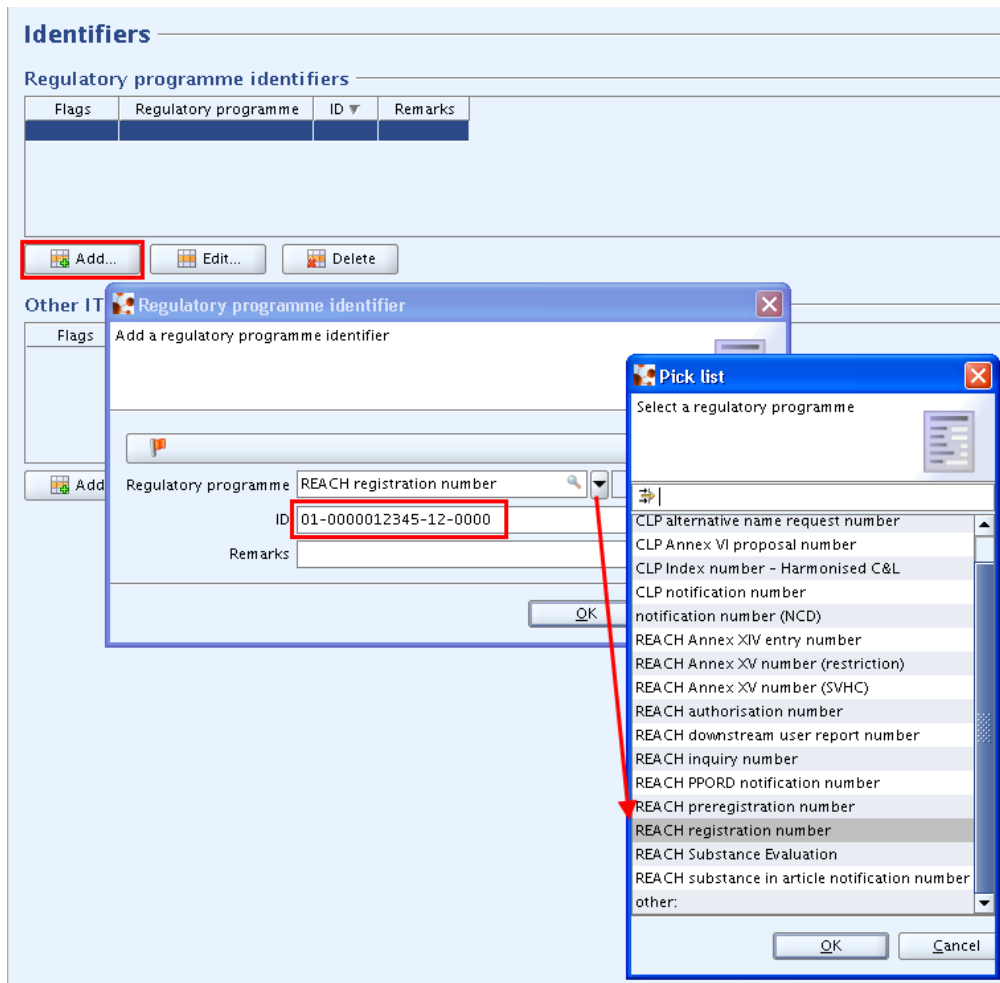 Identifiers
Regulatory programme identifiers
Flags Regulatory programme ID Remarks
Add... Edit... Delete
Other IT
Flags
Add
Regulatory programme identifier
Add a regulatory programme identifier
Regulatory programme REACH registration number
ID 01-0000012345-12-0000
Remarks
OK
Pick list
Select a regulatory programme
CLP alternative name request number
CLP Annex VI proposal number
CLP Index number - Harmonised C&L
CLP notification number
notification number (NCD)
REACH Annex XIV entry number
REACH Annex XV number (restriction)
REACH Annex XV number (SVHC)
REACH authorisation number
REACH downstream user report number
REACH inquiry number
REACH PPORD notification number
REACH preregistration number
REACH registration number
REACH Substance Evaluation
REACH substance in article notification number
other:
OK Cancel